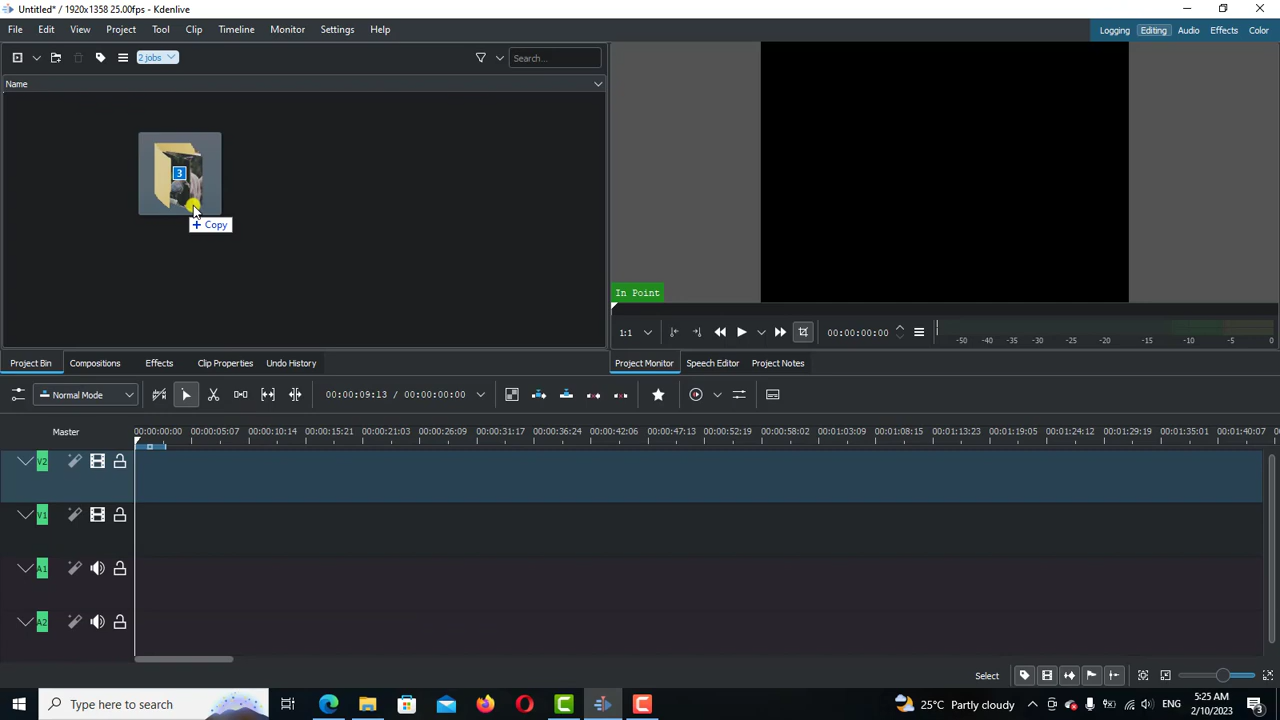 Untitled* / 1920x1358 25.00fps - Kdenlive
File Edit View Project Tool Clip Timeline Monitor Settings Help
Logging Editing Audio Effects Color
2 jobs
Search...
Name
3
+ Copy
In Point
1:1
00:00:00:00
-50 -40 -35 -30 -25 -20 -15 -10 -5 0
Project Bin Compositions Effects Clip Properties Undo History
Project Monitor Speech Editor Project Notes
Normal Mode
00:00:09:13 / 00:00:00:00
Master
00:00:00:00 00:00:05:07 00:00:10:14 00:00:15:21 00:00:21:03 00:00:26:09 00:00:31:17 00:00:36:24 00:00:42:06 00:00:47:13 00:00:52:19 00:00:58:02 00:01:03:09 00:01:08:15 00:01:13:23 00:01:19:05 00:01:24:12 00:01:29:19 00:01:35:01 00:01:40:07
V2
V1
A1
A2
Select
Type here to search
25°C Partly cloudy
ENG
5:25 AM
2/10/2023
3